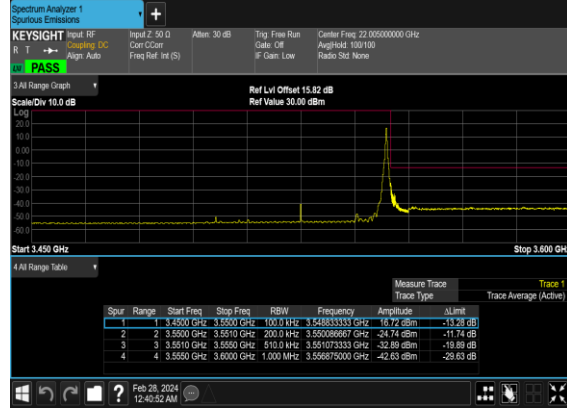 Spectrum Analyzer 1
Spurious Emissions
KEYSIGHT Input: RF Input Z: 50 Ω Atten: 30 dB Trig: Free Run Center Freq: 22.005000000 GHz
R T Coupling: DC Corr CCorr Gate: Off Avg|Hold: 100/100
Align: Auto Freq Ref: Int (S) IF Gain: Low Radio Std: None
PASS
3 All Range Graph Ref Lvl Offset 15.82 dB
Scale/Div 10.0 dB Ref Value 30.00 dBm
Log
20.0
10.0
0.00
-10.0
-20.0
-30.0
-40.0
-50.0
-60.0
Start 3.450 GHz Stop 3.600 GHz
4 All Range Table
Measure Trace Trace 1
Trace Type Trace Average (Active)
Spur Range Start Freq Stop Freq RBW Frequency Amplitude ΔLimit
1 1 3.4500 GHz 3.5500 GHz 100.0 kHz 3.548833333 GHz 16.72 dBm -13.28 dB
2 2 3.5500 GHz 3.5510 GHz 200.0 kHz 3.550086667 GHz -24.74 dBm -11.74 dB
3 3 3.5510 GHz 3.5550 GHz 510.0 kHz 3.551073333 GHz -32.89 dBm -19.89 dB
4 4 3.5550 GHz 3.6000 GHz 1.000 MHz 3.556875000 GHz -42.63 dBm -29.63 dB
? Feb 28, 2024
12:40:52 AM